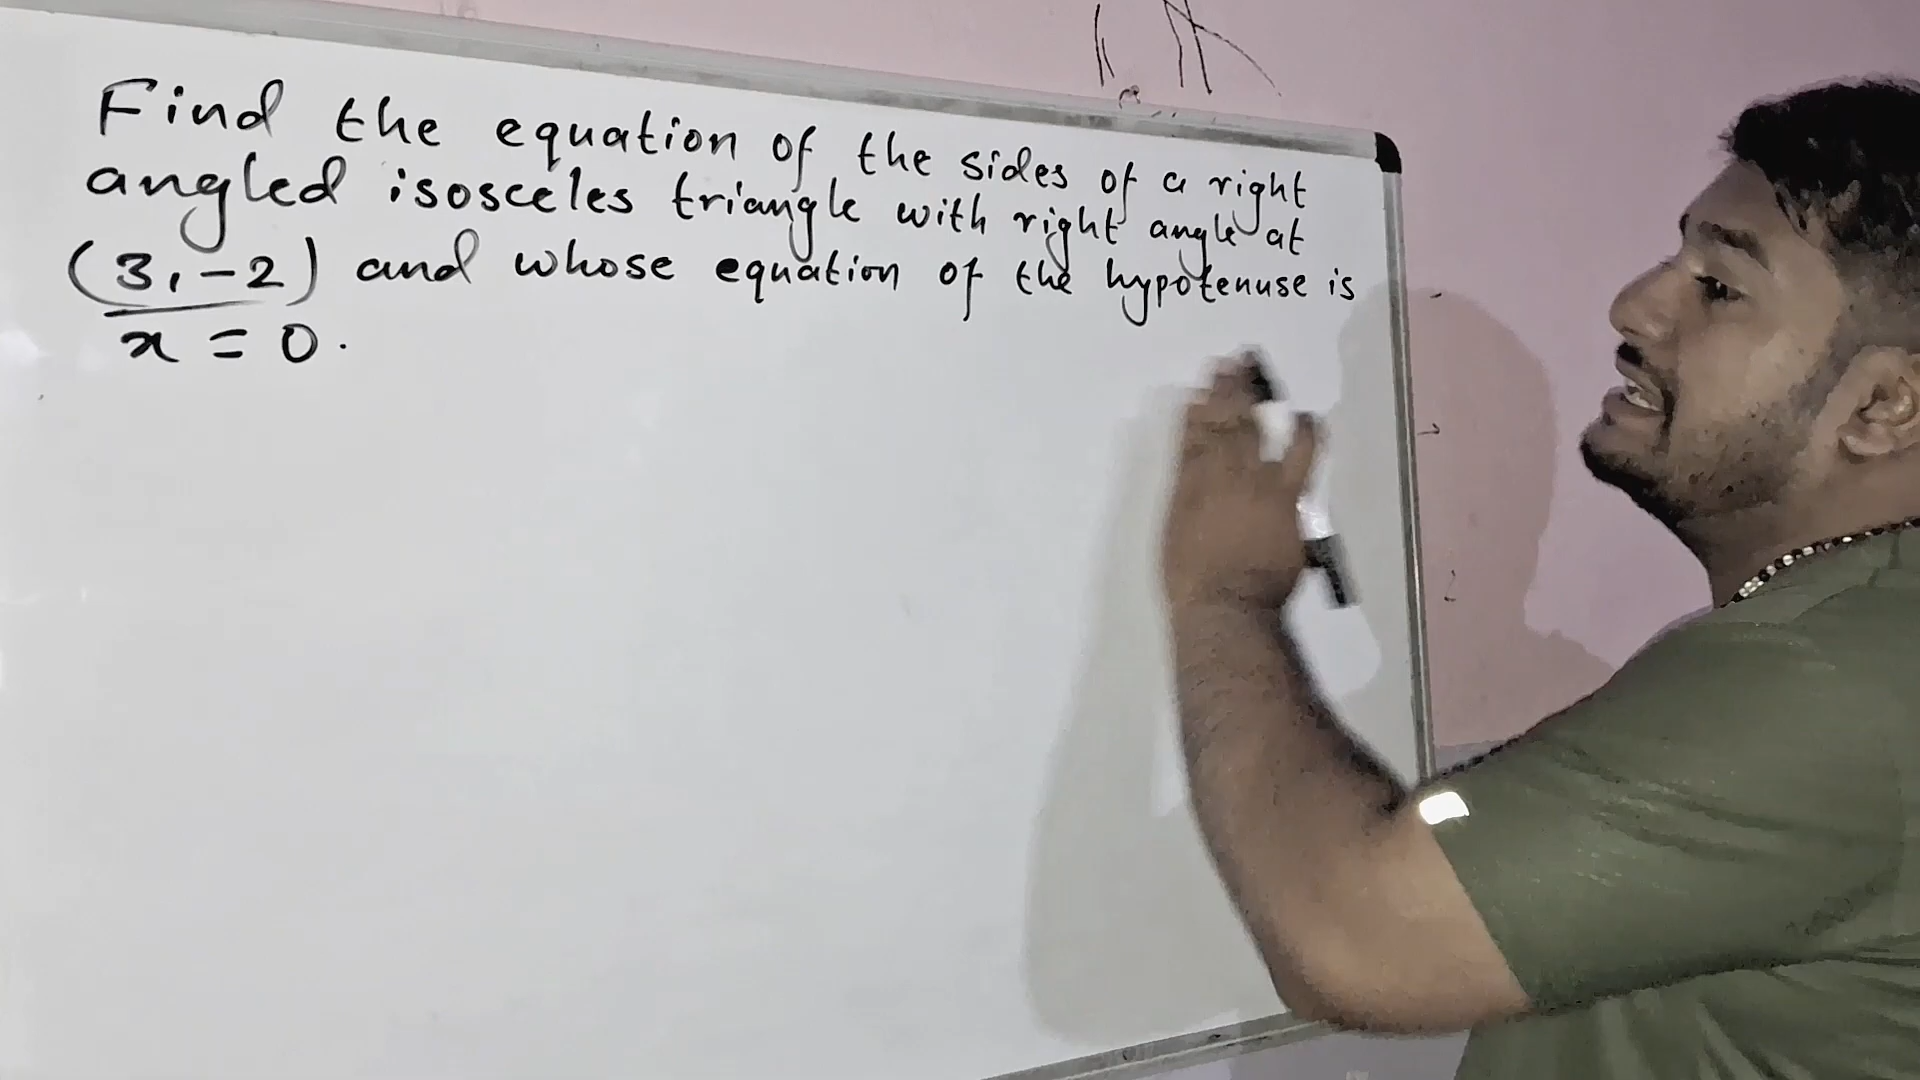 Find the equation of the sides of a right
angled isosceles triangle with right angle at
(3, -2) and whose equation of the hypotenuse is
x = 0.